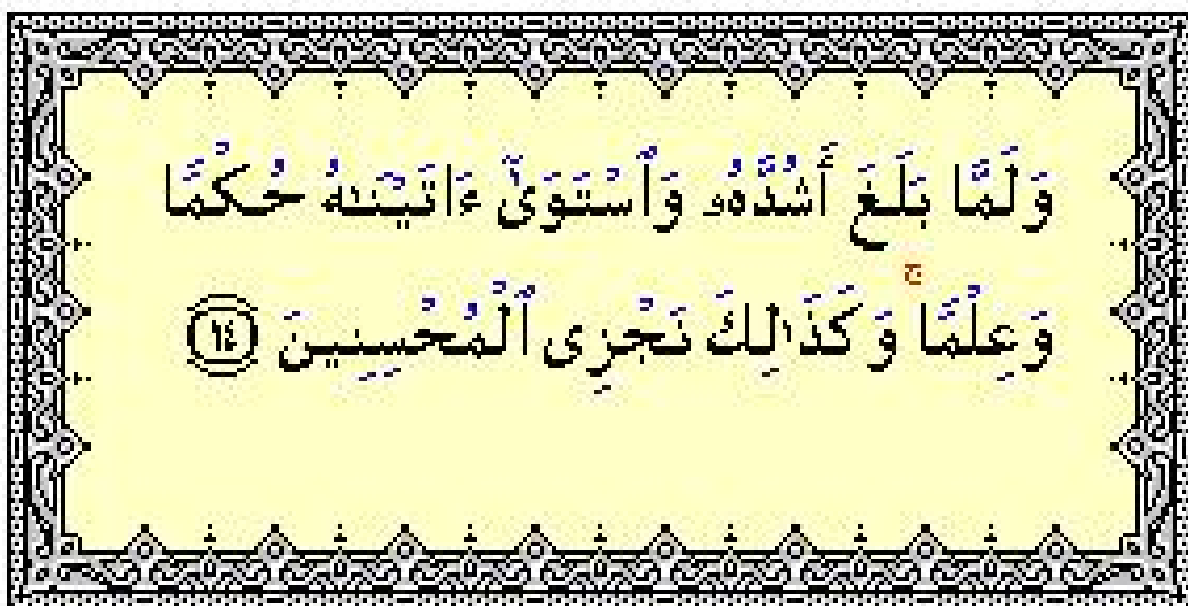 وَلَمَّا بَلَغَ أَشُدَّهُۥ وَٱسْتَوَىٰٓ ءَاتَيْنَٰهُ حُكْمًا
وَعِلْمًا ۚ وَكَذَٰلِكَ نَجْزِى ٱلْمُحْسِنِينَ ١٤